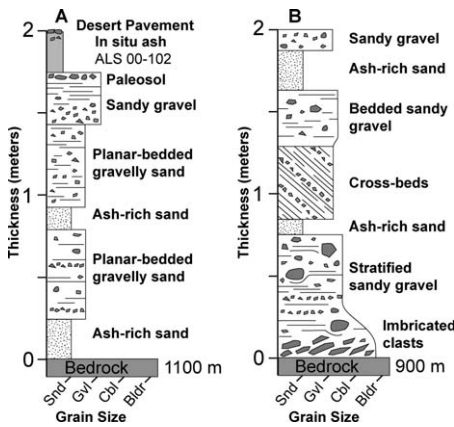 A
Desert Pavement
In situ ash
ALS 00-102
Paleosol
Sandy gravel
Planar-bedded
gravelly sand
Ash-rich sand
Planar-bedded
gravelly sand
Ash-rich sand
Bedrock
1100 m
2
1
0
Thickness (meters)
Snd
Gvl
Cbl
Bldr
Grain Size
B
Sandy gravel
Ash-rich sand
Bedded sandy
gravel
Cross-beds
Ash-rich sand
Stratified
sandy gravel
Imbricated
clasts
Bedrock
900 m
2
1
0
Thickness (meters)
Snd
Gvl
Cbl
Bldr
Grain Size